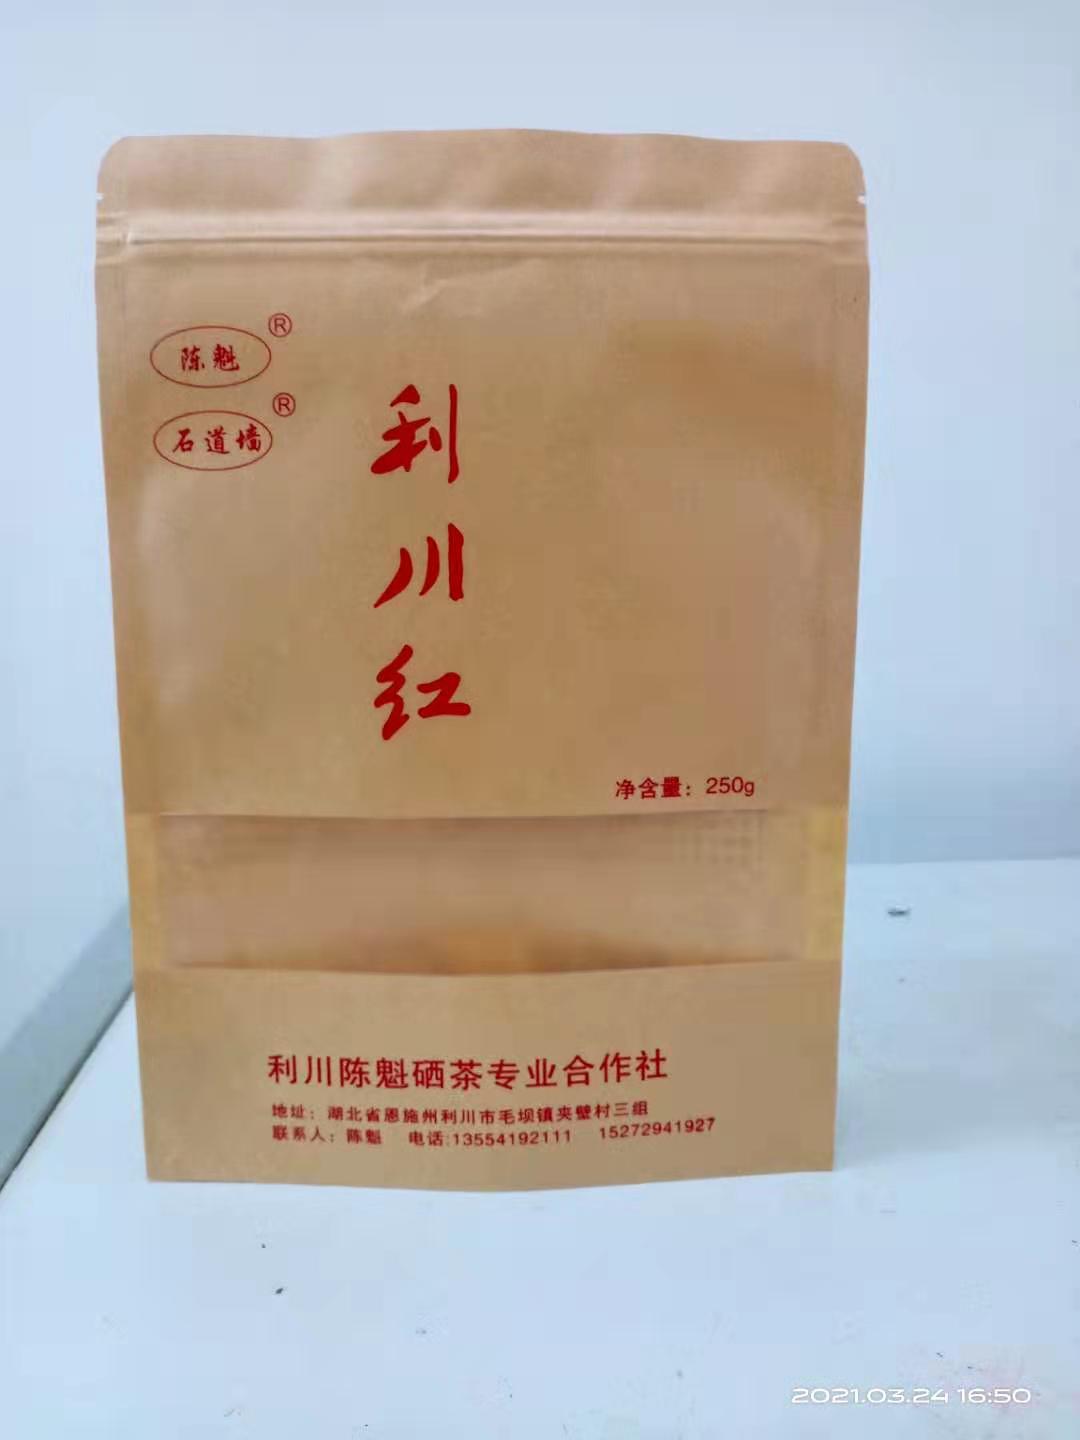 陈魁®
石道墙®
利川红
净含量：250g
利川陈魁硒茶专业合作社
地址：湖北省恩施州利川市毛坝镇夹壁村三组
联系人：陈魁 电话:13554192111 15272941927
2021.03.24 16:50